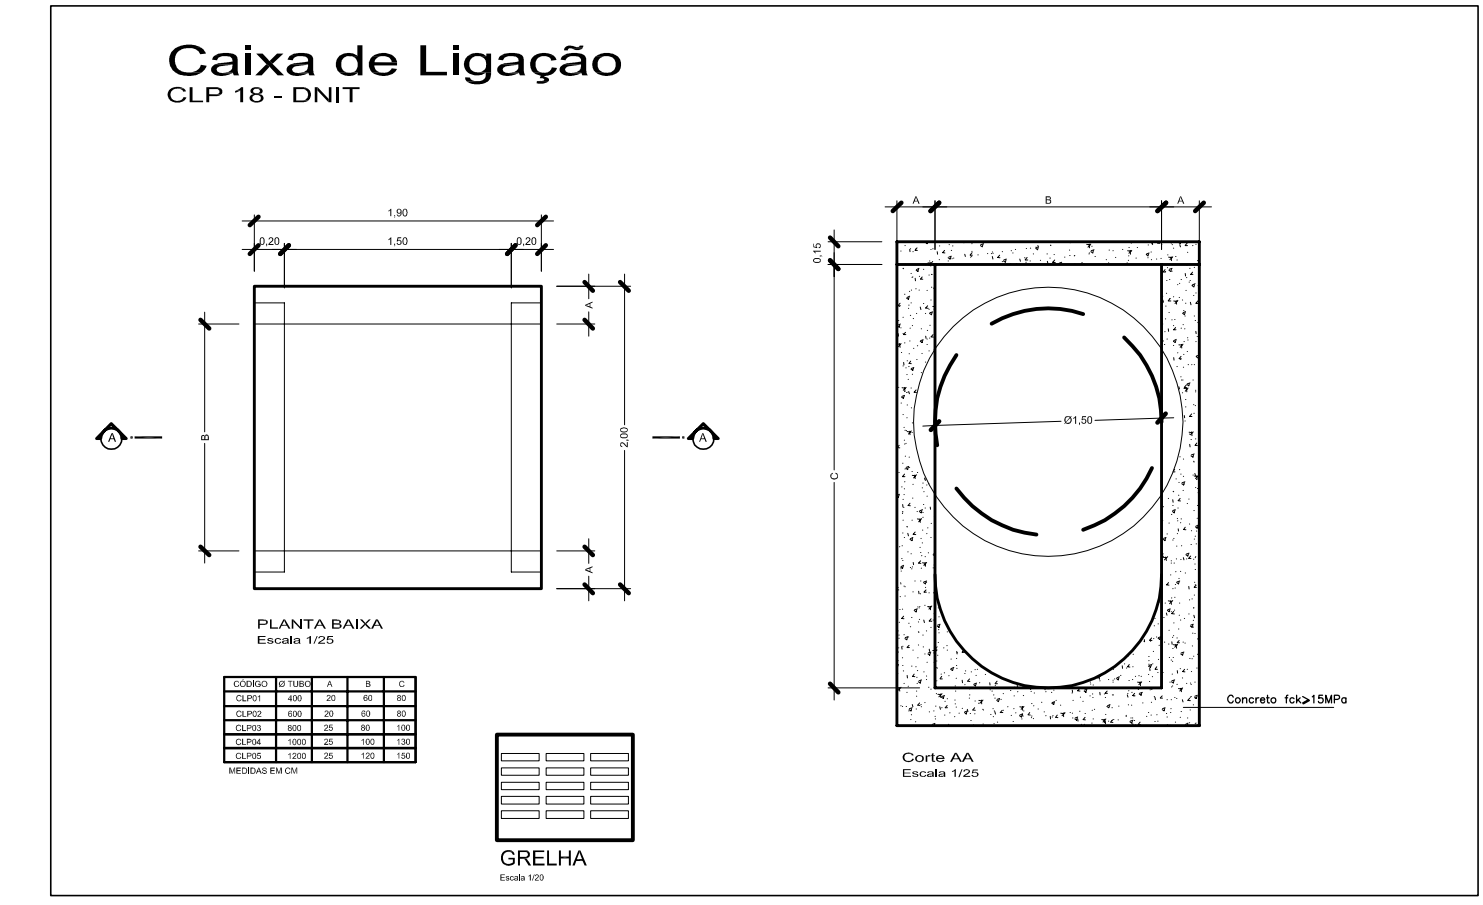 Caixa de Ligação
CLP 18 - DNIT
1,90
0,20 1,50 0,20
A
B
2,00
A
A A
PLANTA BAIXA
Escala 1/25
CÓDIGO Ø TUBO A B C
CLP01 400 20 60 80
CLP02 600 20 60 80
CLP03 800 25 80 100
CLP04 1000 25 100 130
CLP05 1200 25 120 150
MEDIDAS EM CM
GRELHA
Escala 1/20
A B A
0,15
C
Ø1,50
Concreto fck≥15MPa
Corte AA
Escala 1/25